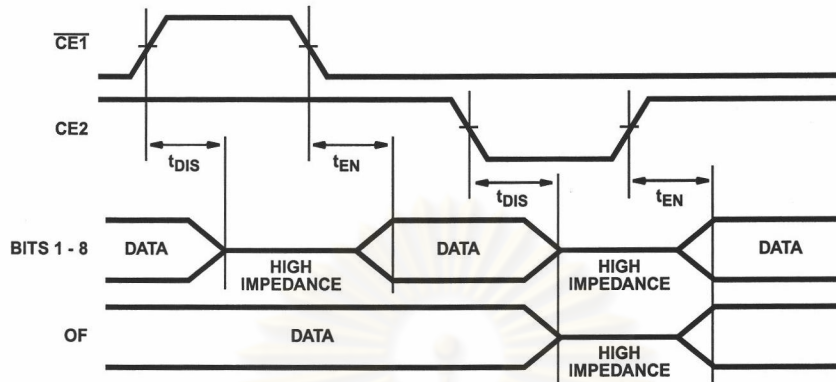 CE1
CE2
tDIS
tEN
tDIS
tEN
BITS 1 - 8
DATA
HIGH
IMPEDANCE
DATA
HIGH
IMPEDANCE
DATA
OF
DATA
HIGH
IMPEDANCE